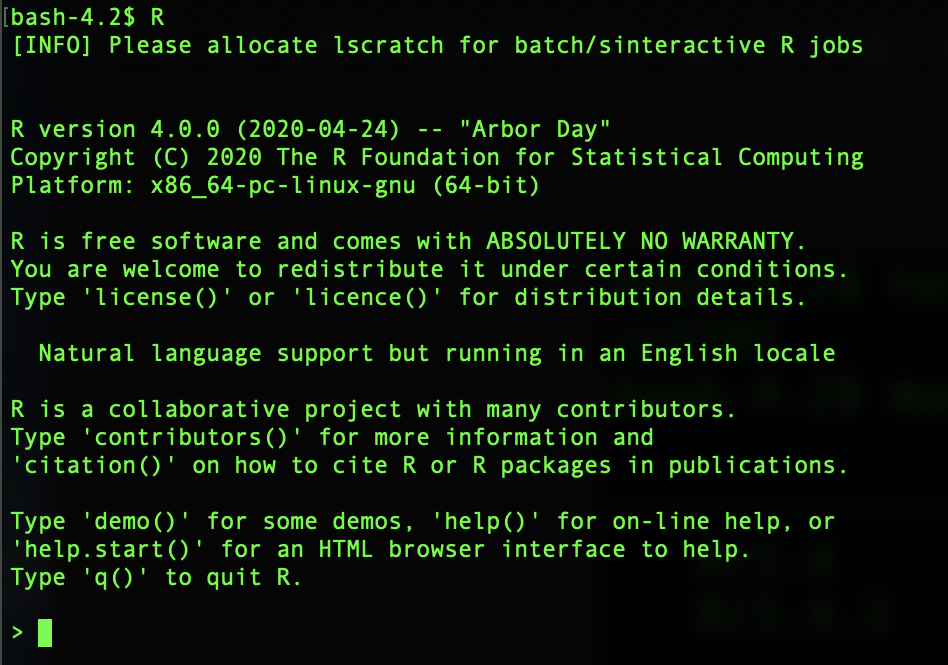 [bash-4.2$ R
[INFO] Please allocate lscratch for batch/sinteractive R jobs
R version 4.0.0 (2020-04-24) -- "Arbor Day"
Copyright (C) 2020 The R Foundation for Statistical Computing
Platform: x86_64-pc-linux-gnu (64-bit)
R is free software and comes with ABSOLUTELY NO WARRANTY.
You are welcome to redistribute it under certain conditions.
Type 'license()' or 'licence()' for distribution details.
  Natural language support but running in an English locale
R is a collaborative project with many contributors.
Type 'contributors()' for more information and
'citation()' on how to cite R or R packages in publications.
Type 'demo()' for some demos, 'help()' for on-line help, or
'help.start()' for an HTML browser interface to help.
Type 'q()' to quit R.
>